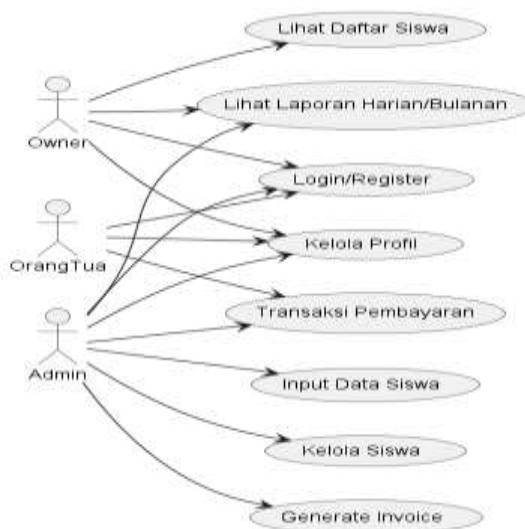 Lihat Daftar Siswa
Lihat Laporan Harian/Bulanan
Owner
Login/Register
OrangTua
Kelola Profil
Transaksi Pembayaran
Admin
Input Data Siswa
Kelola Siswa
Generate Invoice